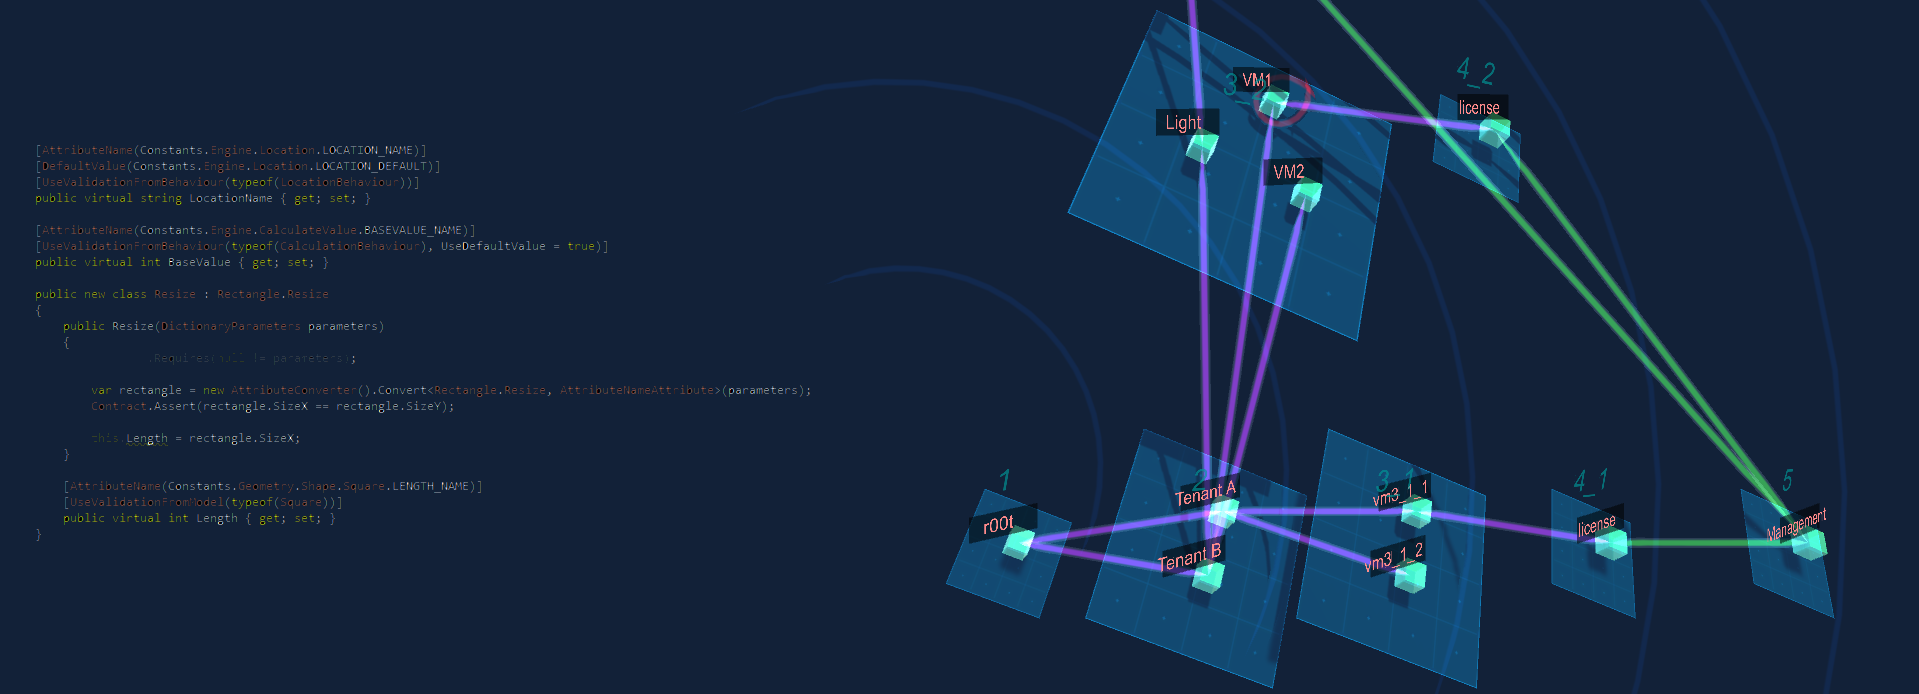 [AttributeName(Constants.Engine.Location.LOCATION_NAME)]
[DefaultValue(Constants.Engine.Location.LOCATION_DEFAULT)]
[UseValidationFromBehaviour(typeof(LocationBehaviour))]
public virtual string LocationName { get; set; }
[AttributeName(Constants.Engine.CalculateValue.BASEVALUE_NAME)]
[UseValidationFromBehaviour(typeof(CalculationBehaviour), UseDefaultValue = true)]
public virtual int BaseValue { get; set; }
public new class Resize : Rectangle.Resize
{
public Resize(DictionaryParameters parameters)
{
.Requires(null != parameters);
var rectangle = new AttributeConverter().Convert<Rectangle.Resize, AttributeNameAttribute>(parameters);
Contract.Assert(rectangle.SizeX == rectangle.SizeY);
this.Length = rectangle.SizeX;
}
[AttributeName(Constants.Geometry.Shape.Square.LENGTH_NAME)]
[UseValidationFromModel(typeof(Square))]
public virtual int Length { get; set; }
}
4_2
VM1
license
Light
VM2
1
2
3_1
4_1
5
Tenant A
vm3_1_1
r00t
license
Management
Tenant B
vm3_1_2